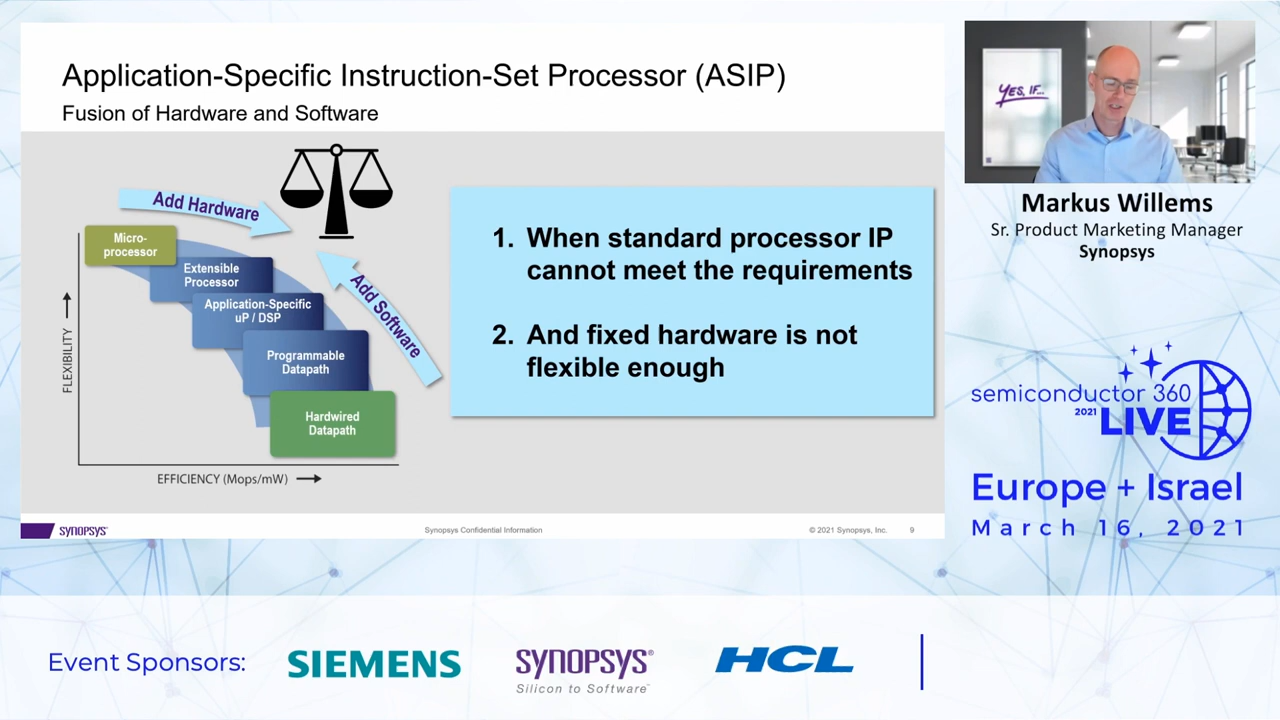 Application-Specific Instruction-Set Processor (ASIP)
Fusion of Hardware and Software
Add Hardware
Add Software
Micro-
processor
Extensible
Processor
Application-Specific
uP / DSP
Programmable
Datapath
Hardwired
Datapath
FLEXIBILITY
EFFICIENCY (Mops/mW)
1. When standard processor IP
cannot meet the requirements
2. And fixed hardware is not
flexible enough
SYNOPSYS®
Synopsys Confidential Information
© 2021 Synopsys, Inc.
9
YES, IF...
Markus Willems
Sr. Product Marketing Manager
Synopsys
semiconductor 360
2021 LIVE
Europe + Israel
March 16, 2021
Event Sponsors:
SIEMENS
SYNOPSYS®
Silicon to Software™
HCL